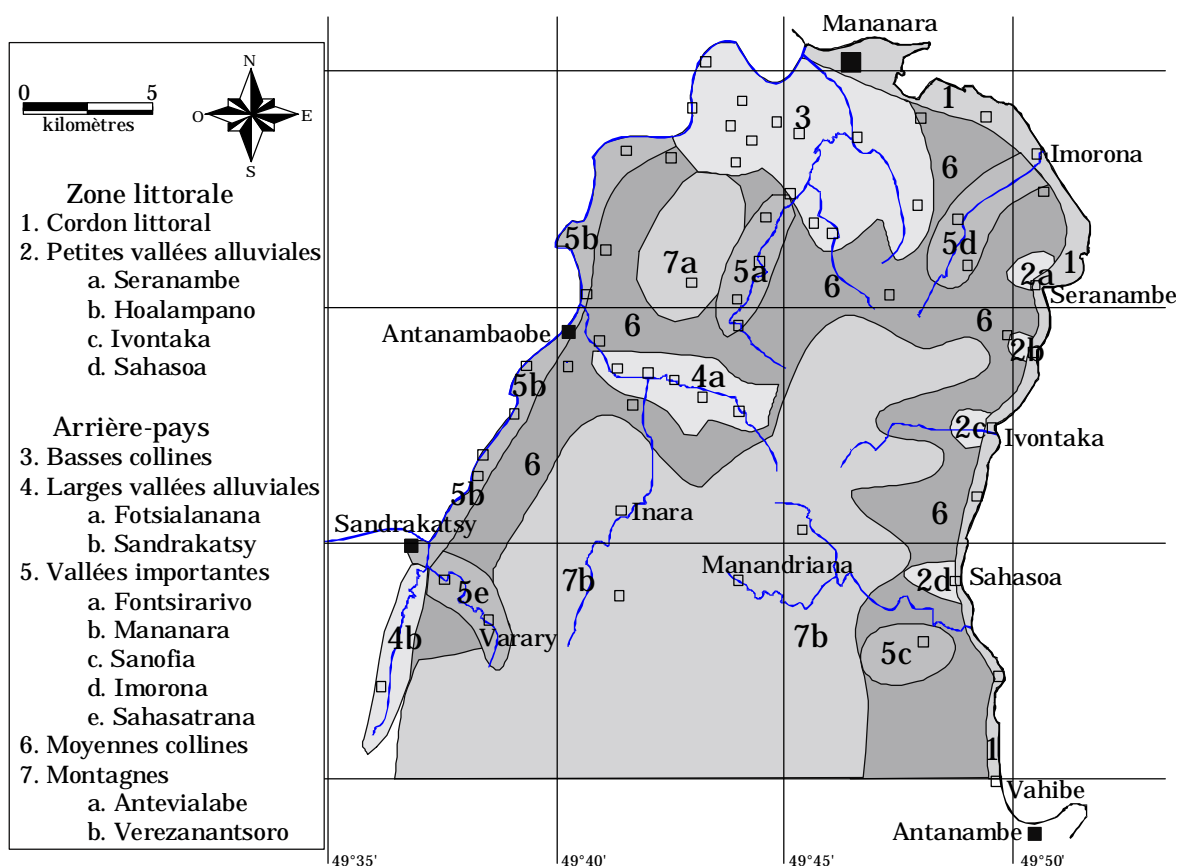 0 5
kilomètres
N
O
E
S
Zone littorale
1. Cordon littoral
2. Petites vallées alluviales
a. Seranambe
b. Hoalampano
c. Ivontaka
d. Sahasoa
Arrière-pays
3. Basses collines
4. Larges vallées alluviales
a. Fotsialanana
b. Sandrakatsy
5. Vallées importantes
a. Fontsirarivo
b. Mananara
c. Sanofia
d. Imorona
e. Sahasatrana
6. Moyennes collines
7. Montagnes
a. Antevialabe
b. Verezanantsoro
Mananara
1
3
6
Imorona
5b
7a
5a
5d
6
2a
1
Seranambe
Antanambaobe
6
6
2b
5b
4a
2c
Ivontaka
6
5b
Inara
6
Sandrakatsy
Manandriana
2d
Sahasoa
5e
7b
4b
Varary
7b
5c
1
Vahibe
Antanambe
49°35'
49°40'
49°45'
49°50'